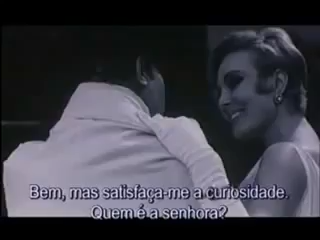 Bem, mas satisfaça-me a curiosidade.
Quem é a senhora?